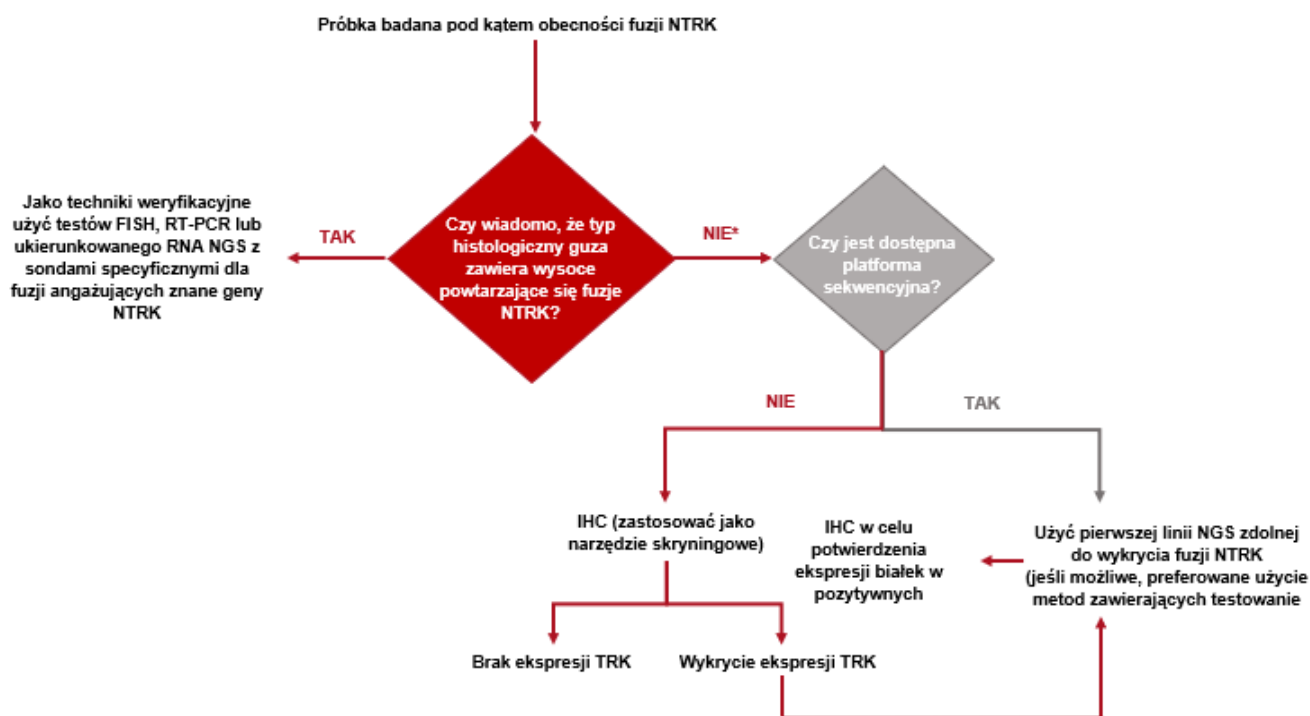 Próbka badana pod kątem obecności fuzji NTRK
Jako techniki weryfikacyjne
użyć testów FISH, RT-PCR lub
ukierunkowanego RNA NGS z
sondami specyficznymi dla
fuzji angażujących znane geny
NTRK
TAK
Czy wiadomo, że typ
histologiczny guza
zawiera wysoce
powtarzające się fuzje
NTRK?
NIE*
Czy jest dostępna
platforma
sekwencyjna?
NIE
TAK
IHC (zastosować jako
narzędzie skryningowe)
IHC w celu
potwierdzenia
ekspresji białek w
pozytywnych
Użyć pierwszej linii NGS zdolnej
do wykrycia fuzji NTRK
(jeśli możliwe, preferowane użycie
metod zawierających testowanie
Brak ekspresji TRK
Wykrycie ekspresji TRK